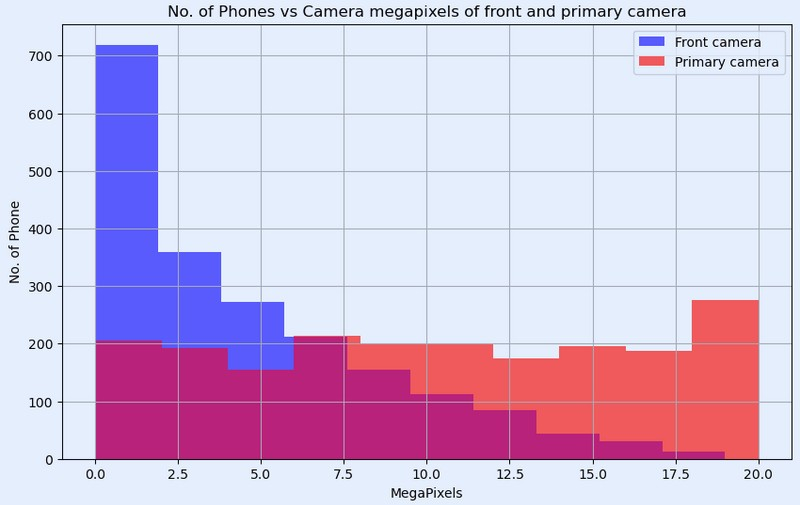 No. of Phones vs Camera megapixels of front and primary camera
Front camera
Primary camera
No. of Phone
700
600
500
400
300
200
100
0
0.0 2.5 5.0 7.5 10.0 12.5 15.0 17.5 20.0
MegaPixels